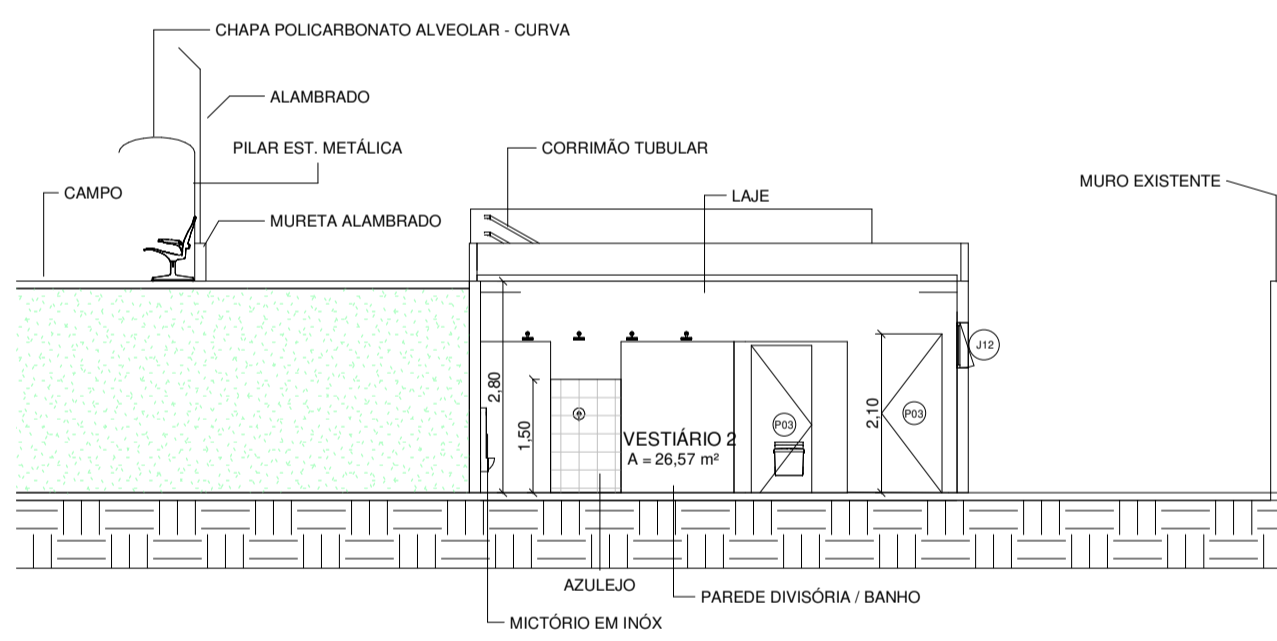 CHAPA POLICARBONATO ALVEOLAR - CURVA
ALAMBRADO
PILAR EST. METÁLICA
CORRIMÃO TUBULAR
MURO EXISTENTE
CAMPO
LAJE
MURETA ALAMBRADO
J12
2,80
1,50
2,10
P03
P03
VESTIÁRIO 2
A = 26,57 m²
AZULEJO
PAREDE DIVISÓRIA / BANHO
MICTÓRIO EM INÓX